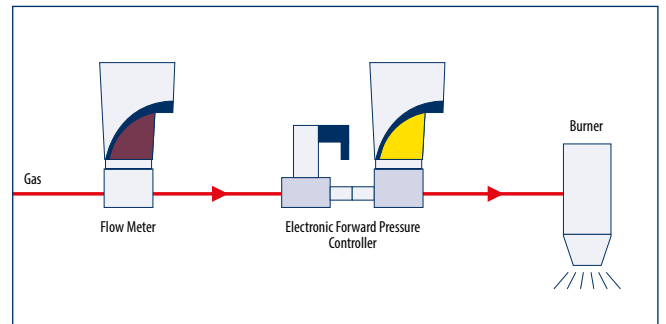 Gas
Flow Meter
Electronic Forward Pressure
Controller
Burner